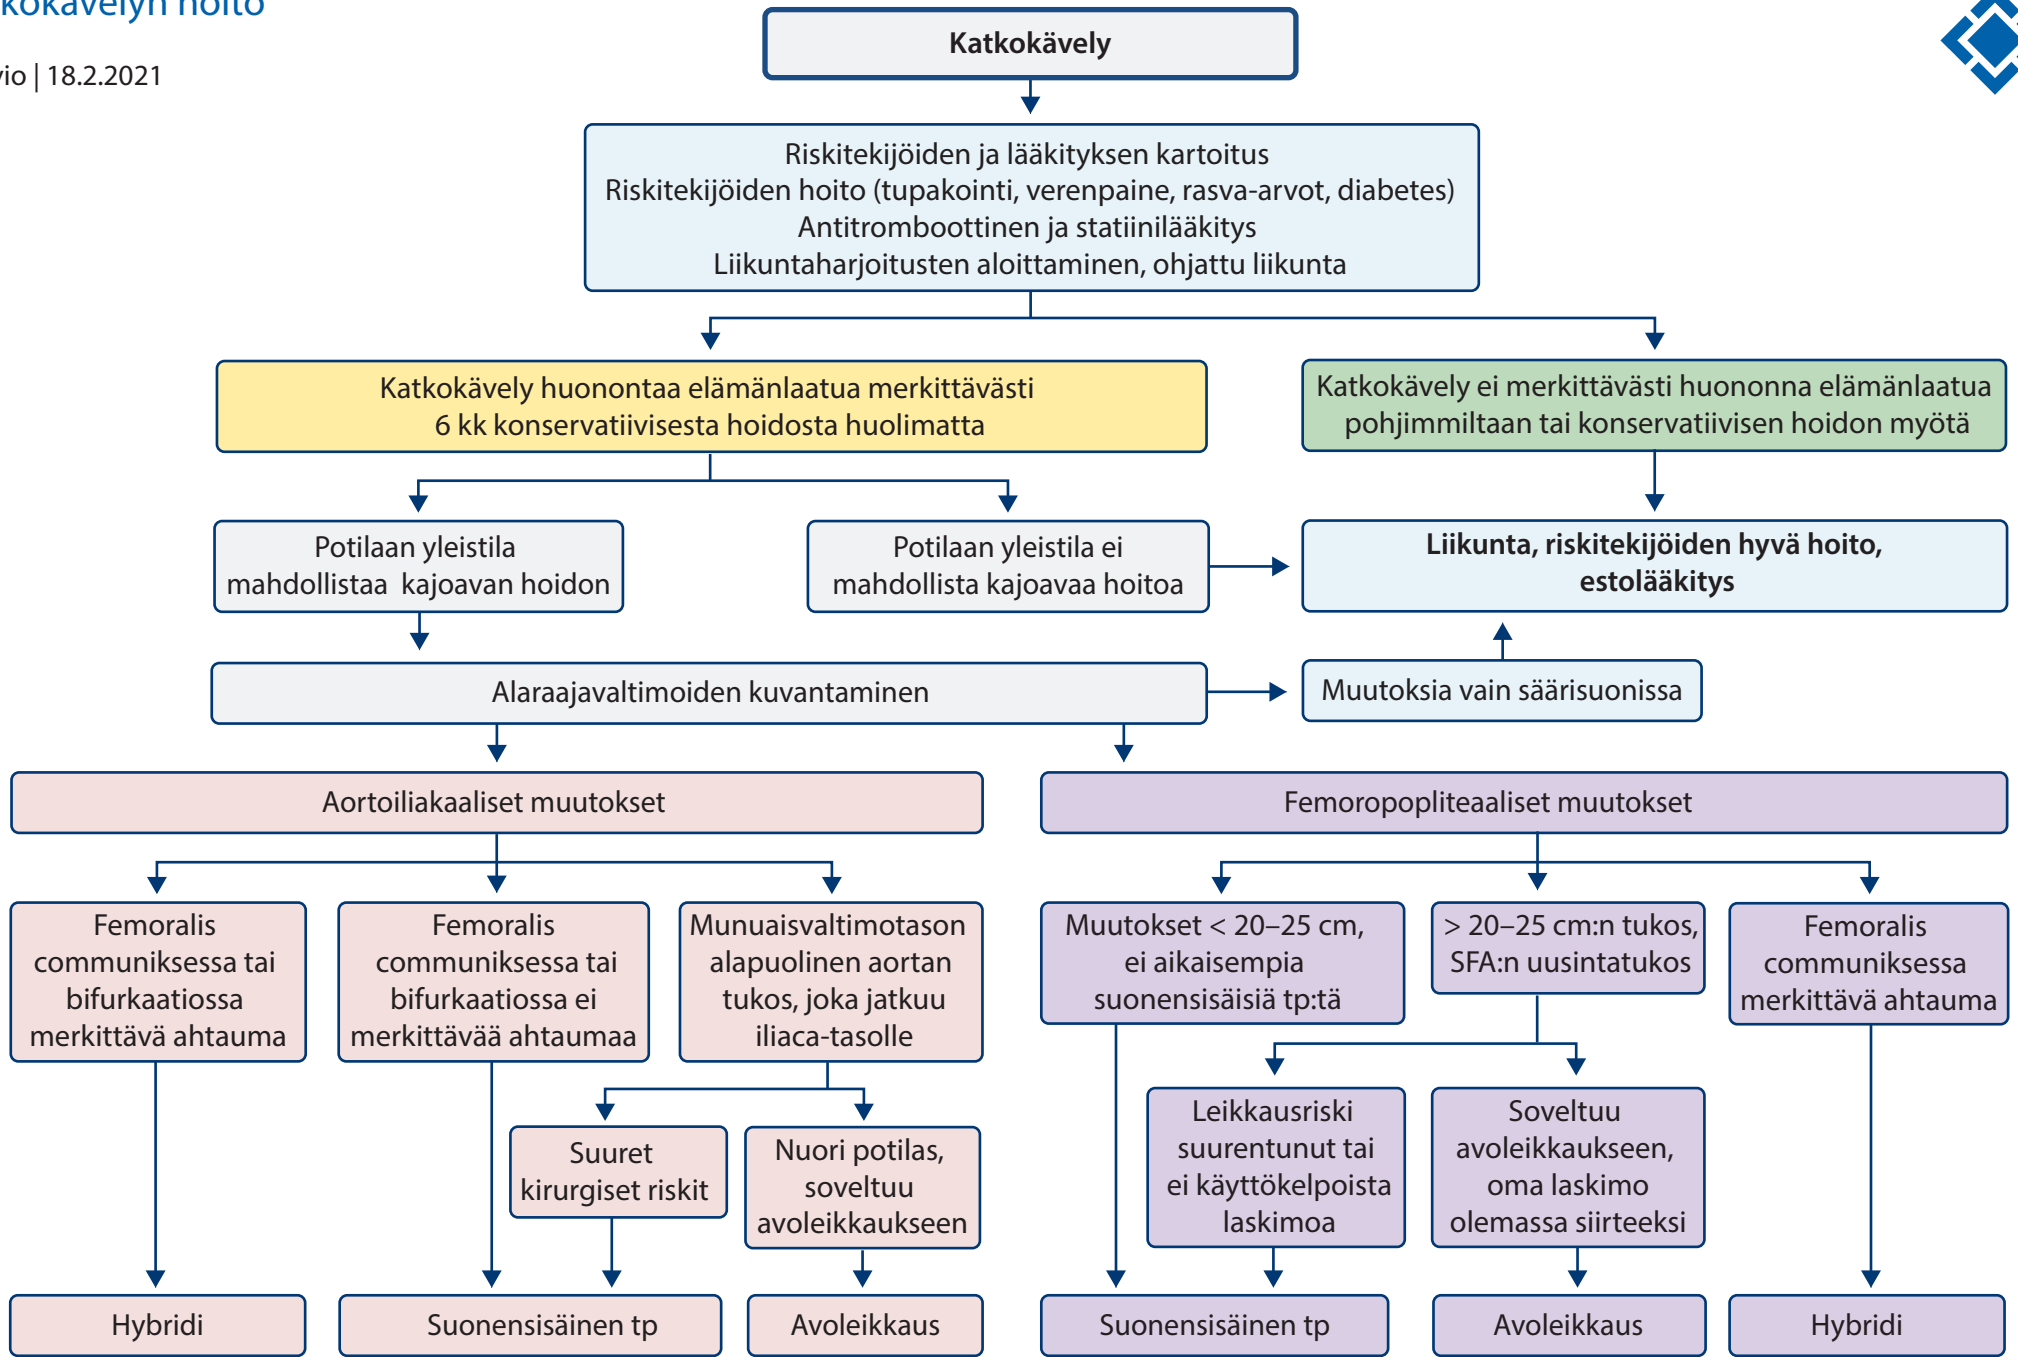 kokävelyn hoito
vio | 18.2.2021
Katkokävely
Riskitekijöiden ja lääkityksen kartoitus
Riskitekijöiden hoito (tupakointi, verenpaine, rasva-arvot, diabetes)
Antitromboottinen ja statiinilääkitys
Liikuntaharjoitusten aloittaminen, ohjattu liikunta
Katkokävely huonontaa elämänlaatua merkittävästi
6 kk konservatiivisesta hoidosta huolimatta
Katkokävely ei merkittävästi huononna elämänlaatua
pohjimmiltaan tai konservatiivisen hoidon myötä
Potilaan yleistila
mahdollistaa kajoavan hoidon
Potilaan yleistila ei
mahdollista kajoavaa hoitoa
Liikunta, riskitekijöiden hyvä hoito,
estolääkitys
Alaraajavaltimoiden kuvantaminen
Muutoksia vain säärisuonissa
Aortoiliakaaliset muutokset
Femoropopliteaaliset muutokset
Femoralis
communiksessa tai
bifurkaatiossa
merkittävä ahtauma
Femoralis
communiksessa tai
bifurkaatiossa ei
merkittävää ahtaumaa
Munuaisvaltimotason
alapuolinen aortan
tukos, joka jatkuu
iliaca-tasolle
Muutokset < 20–25 cm,
ei aikaisempia
suonensisäisiä tp:tä
> 20–25 cm:n tukos,
SFA:n uusintatukos
Femoralis
communiksessa
merkittävä ahtauma
Suuret
kirurgiset riskit
Nuori potilas,
soveltuu
avoleikkaukseen
Leikkausriski
suurentunut tai
ei käyttökelpoista
laskimoa
Soveltuu
avoleikkaukseen,
oma laskimo
olemassa siirteeksi
Hybridi
Suonensisäinen tp
Avoleikkaus
Suonensisäinen tp
Avoleikkaus
Hybridi